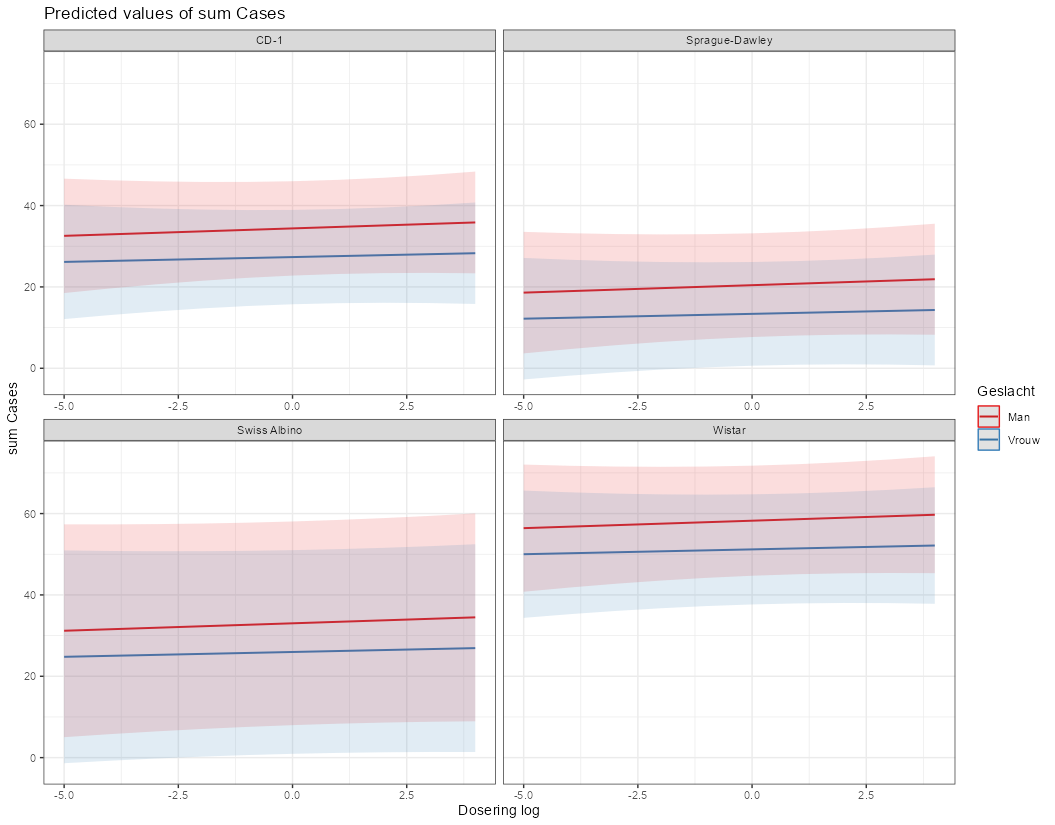 Predicted values of sum Cases
CD-1
Sprague-Dawley
60
40
20
0
-5.0 -2.5 0.0 2.5
-5.0 -2.5 0.0 2.5
Swiss Albino
Wistar
60
40
20
0
-5.0 -2.5 0.0 2.5
-5.0 -2.5 0.0 2.5
sum Cases
Dosering log
Geslacht
Man
Vrouw